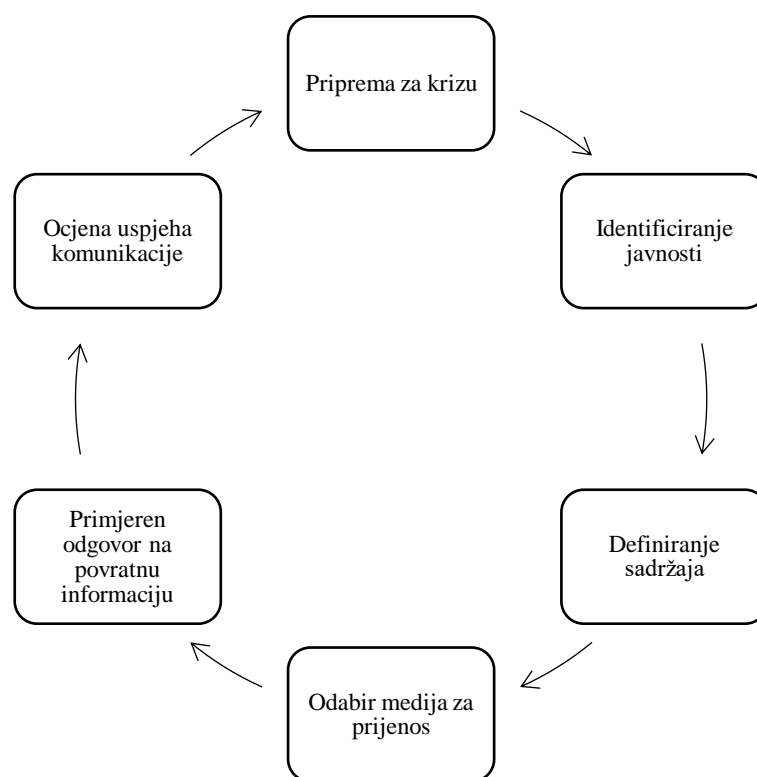 Priprema za krizu
Identificiranje
javnosti
Definiranje
sadržaja
Odabir medija za
prijenos
Primjeren
odgovor na
povratnu
informaciju
Ocjena uspjeha
komunikacije